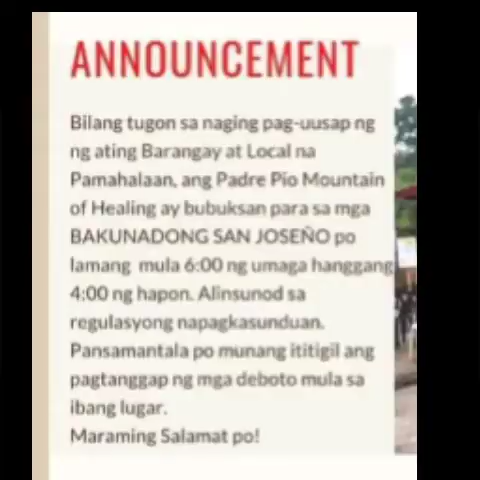 ANNOUNCEMENT
Bilang tugon sa naging pag-uusap ng
ng ating Barangay at Local na
Pamahalaan, ang Padre Pio Mountain
of Healing ay bubuksan para sa mga
BAKUNADONG SAN JOSEÑO po
lamang mula 6:00 ng umaga hanggang
4:00 ng hapon. Alinsunod sa
regulasyong napagkasunduan.
Pansamantala po munang ititigil ang
pagtanggap ng mga deboto mula sa
ibang lugar.
Maraming Salamat po!